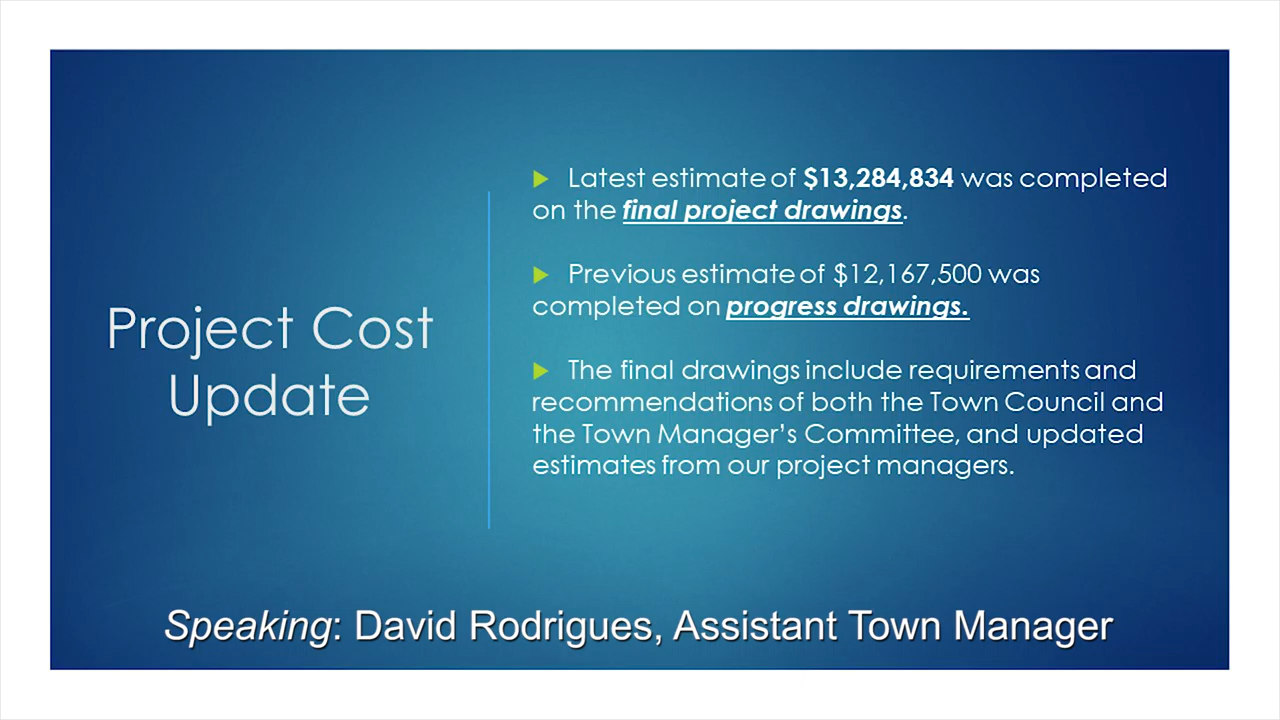 Project Cost
Update
Latest estimate of $13,284,834 was completed
on the final project drawings.
Previous estimate of $12,167,500 was
completed on progress drawings.
The final drawings include requirements and
recommendations of both the Town Council and
the Town Manager’s Committee, and updated
estimates from our project managers.
Speaking: David Rodrigues, Assistant Town Manager